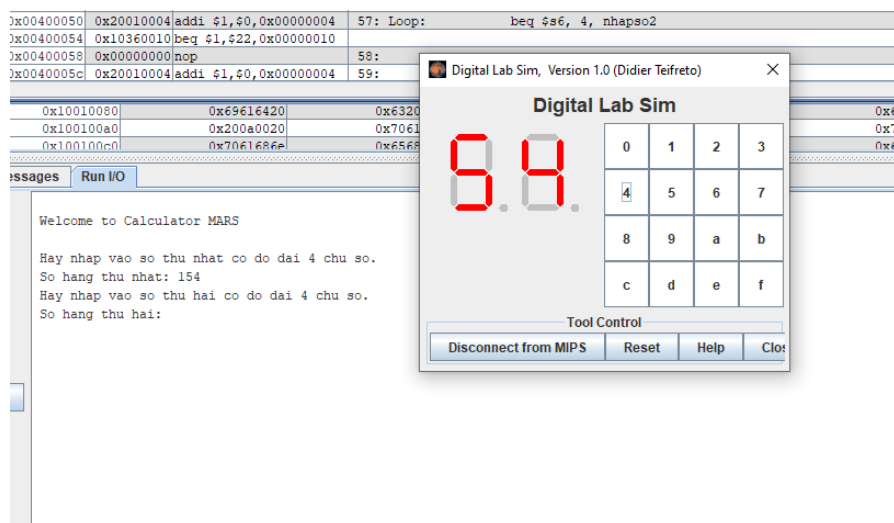 0x00400050 0x20010004 addi $1,$0,0x00000004 57: Loop: beq $s6, 4, nhapso2
0x00400054 0x10360010 beq $1,$22,0x00000010
0x00400058 0x00000000 nop 58:
0x0040005c 0x20010004 addi $1,$0,0x00000004 59:
0x10010080 0x69616420
0x100100a0 0x200a0020
0x100100c0 0x7061686e
Run I/O
Welcome to Calculator MARS
Hay nhap vao so thu nhat co do dai 4 chu so.
So hang thu nhat: 154
Hay nhap vao so thu hai co do dai 4 chu so.
So hang thu hai:
Digital Lab Sim, Version 1.0 (Didier Teifreto)
Digital Lab Sim
54
0 1 2 3
4 5 6 7
8 9 a b
c d e f
Tool Control
Disconnect from MIPS Reset Help